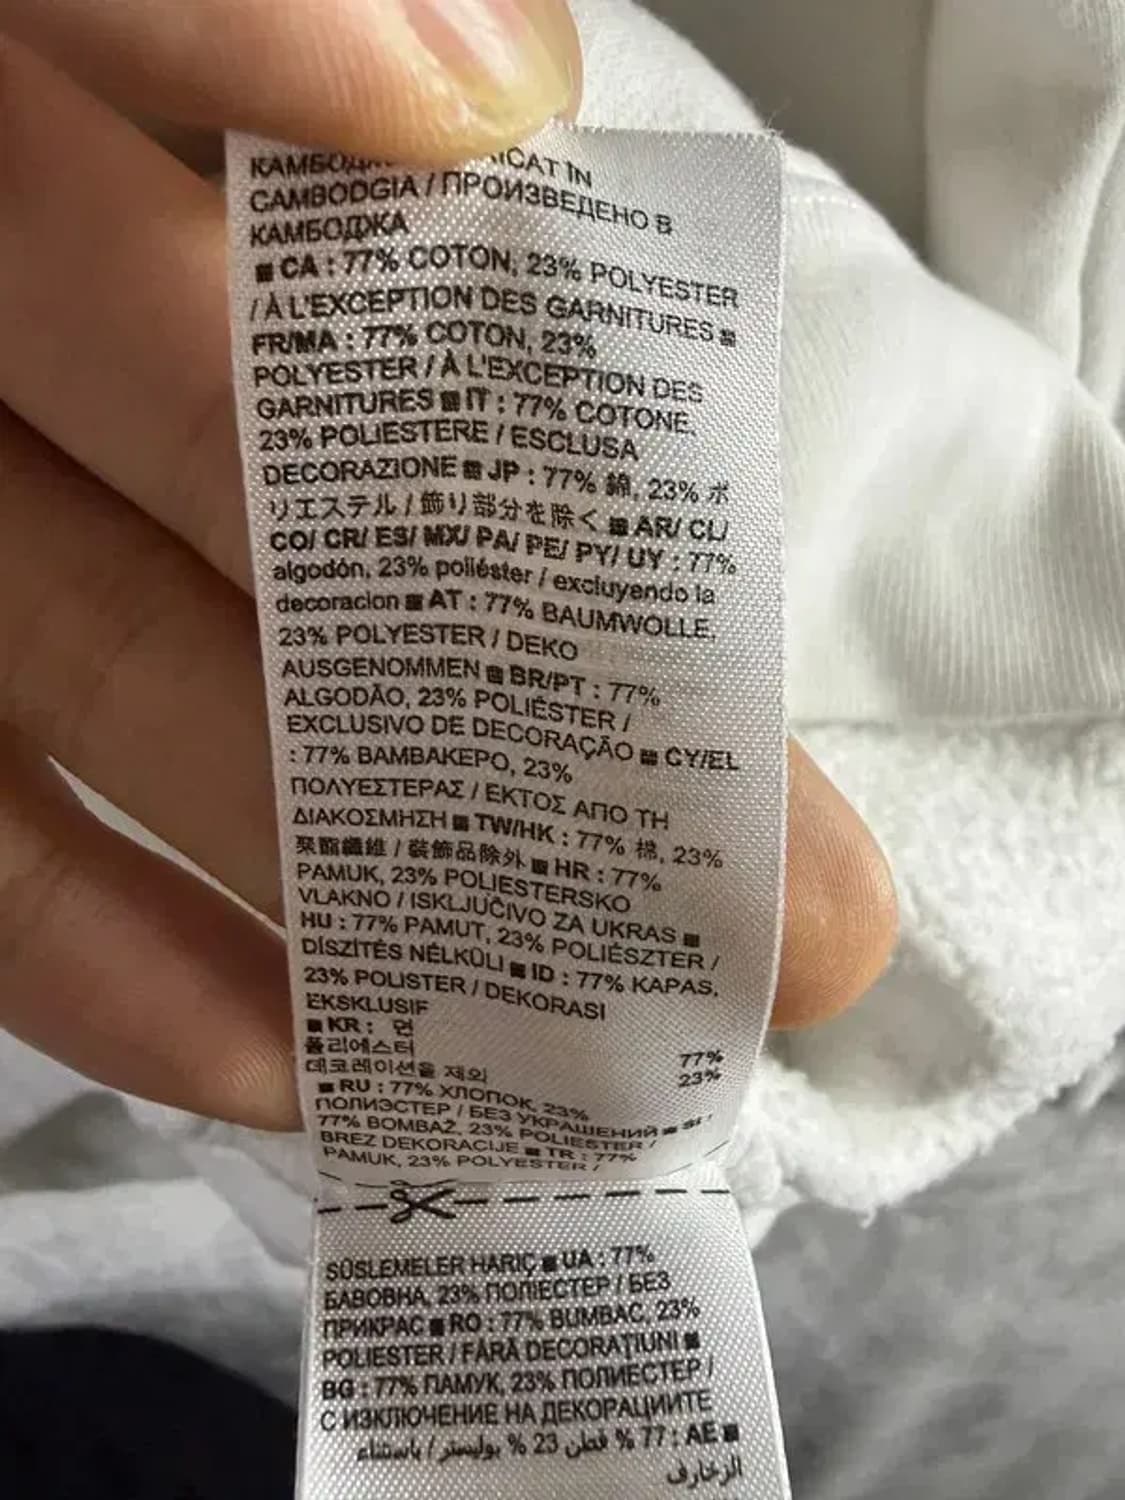 КАМБОДЖ
ICAT ÎN
CAMBODGIA / ПРОИЗВЕДЕНО В
КАМБОДЖА
■ CA : 77% COTON, 23% POLYESTER
/ À L'EXCEPTION DES GARNITURES ■
FR/MA : 77% COTON, 23%
POLYESTER / À L'EXCEPTION DES
GARNITURES ■ IT : 77% COTONE,
23% POLIESTERE / ESCLUSA
DECORAZIONE ■ JP : 77% 綿, 23% ポ
リエステル / 飾り部分を除く ■ AR/ CL/
CO/ CR/ ES/ MX/ PA/ PE/ PY/ UY : 77%
algodón, 23% poliéster / excluyendo la
decoracion ■ AT : 77% BAUMWOLLE,
23% POLYESTER / DEKO
AUSGENOMMEN ■ BR/PT : 77%
ALGODÃO, 23% POLIÉSTER /
EXCLUSIVO DE DECORAÇÃO ■ CY/EL
: 77% ΒΑΜΒΑΚΕΡΟ, 23%
ΠΟΛΥΕΣΤΕΡΑΣ / ΕΚΤΟΣ ΑΠΟ ΤΗ
ΔΙΑΚΟΣΜΗΣΗ ■ TW/HK : 77% 棉, 23%
聚酯纖維 / 裝飾品除外 ■ HR : 77%
PAMUK, 23% POLIESTERSKO
VLAKNO / ISKLJUČIVO ZA UKRAS ■
HU : 77% PAMUT, 23% POLIÉSZTER /
DÍSZÍTÉS NÉLKÜLI ■ ID : 77% KAPAS,
23% POLISTER / DEKORASI
EKSKLUSIF
■ KR : 면 77%
폴리에스터 23%
데코레이션을 제외
■ RU : 77% ХЛОПОК, 23%
ПОЛИЭСТЕР / БЕЗ УКРАШЕНИЙ ■ SI :
77% BOMBAŽ, 23% POLIESTER /
BREZ DEKORACIJE ■ TR : 77%
PAMUK, 23% POLYESTER /
SÜSLEMELER HARİÇ ■ UA : 77%
БАВОВНА, 23% ПОЛІЕСТЕР / БЕЗ
ПРИКРАС ■ RO : 77% BUMBAC, 23%
POLIESTER / FĂRĂ DECORAȚIUNI ■
BG : 77% ПАМУК, 23% ПОЛИЕСТЕР /
С ИЗКЛЮЧЕНИЕ НА ДЕКОРАЦИИТЕ
■ AE : 77 % قطن 23 % بوليستر / باستثناء
الزخارف